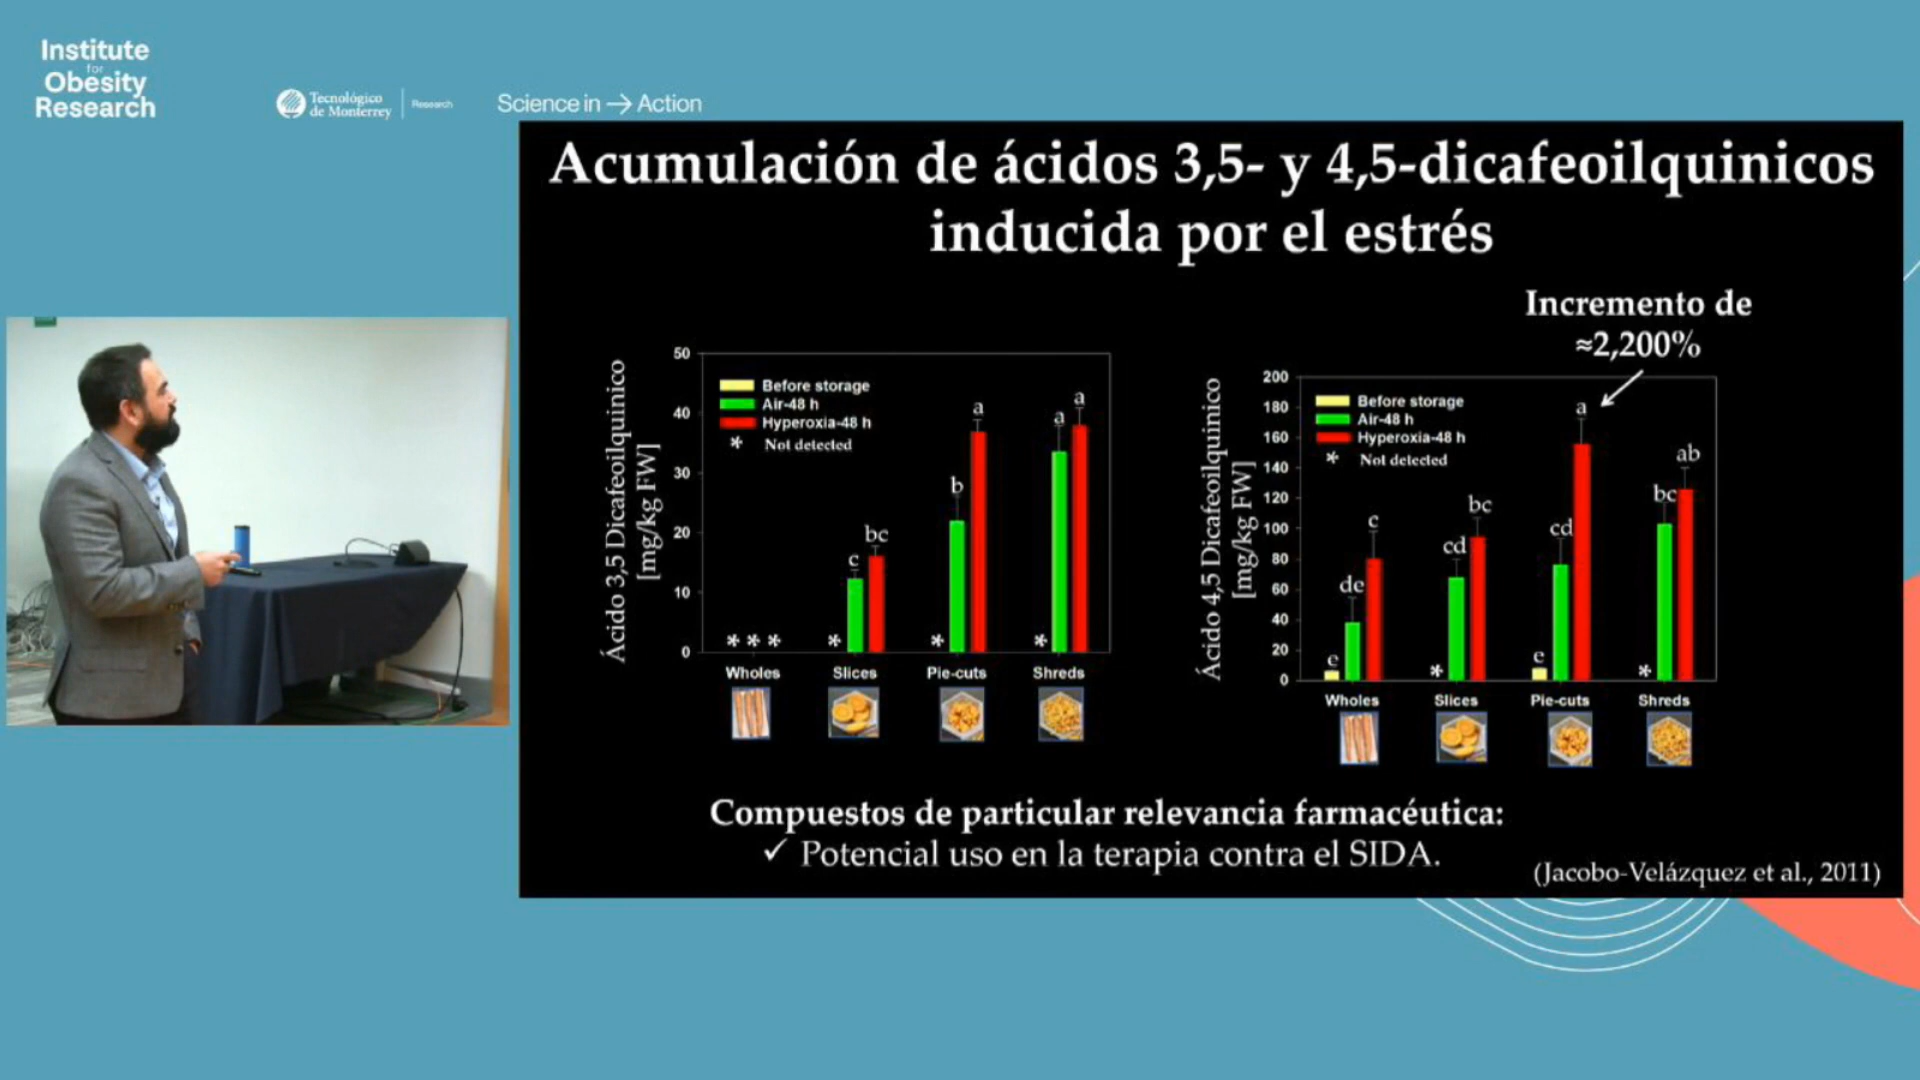 Institute
for
Obesity
Research
Tecnológico
de Monterrey
Research
Science in → Action
Acumulación de ácidos 3,5- y 4,5-dicafeoilquinicos
inducida por el estrés
Incremento de
≈2,200%
Ácido 3,5 Dicafeoilquinico
[mg/kg FW]
50
40
30
20
10
0
Before storage
Air-48 h
Hyperoxia-48 h
* Not detected
* * *
* c bc
* b a
* a a
Wholes Slices Pie-cuts Shreds
Ácido 4,5 Dicafeoilquinico
[mg/kg FW]
200
180
160
140
120
100
80
60
40
20
0
Before storage
Air-48 h
Hyperoxia-48 h
* Not detected
e de c
* cd bc
e cd a
* bc ab
Wholes Slices Pie-cuts Shreds
Compuestos de particular relevancia farmacéutica:
✓ Potencial uso en la terapia contra el SIDA.
(Jacobo-Velázquez et al., 2011)